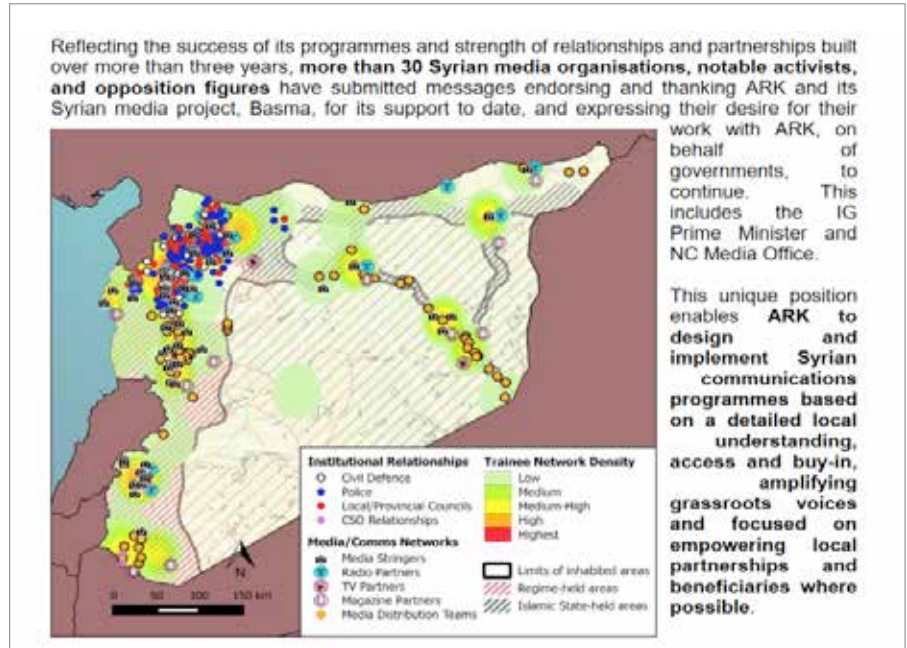 Reflecting the success of its programmes and strength of relationships and partnerships built
over more than three years, more than 30 Syrian media organisations, notable activists,
and opposition figures have submitted messages endorsing and thanking ARK and its
Syrian media project, Basma, for its support to date, and expressing their desire for their
work with ARK, on
behalf of
governments, to
continue. This
includes the IG
Prime Minister and
NC Media Office.
This unique position
enables ARK to
design and
implement Syrian
communications
programmes based
on a detailed local
understanding,
access and buy-in,
amplifying
grassroots voices
and focused on
empowering local
partnerships and
beneficiaries where
possible.
Institutional Relationships
Civil Defence
Police
Local/Provincial Councils
CSO Relationships
Media/Comms Networks
Media Stringers
Radio Partners
TV Partners
Magazine Partners
Media Distribution Teams
Trainee Network Density
Low
Medium
Medium-High
High
Highest
Limits of inhabited areas
Regime-held areas
Islamic State-held areas
N
0 50 100 150 km